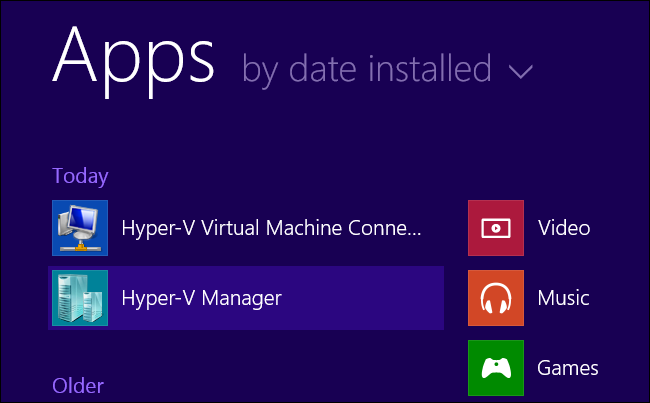 Apps by date installed
Today
Hyper-V Virtual Machine Conne...
Hyper-V Manager
Older
Video
Music
Games